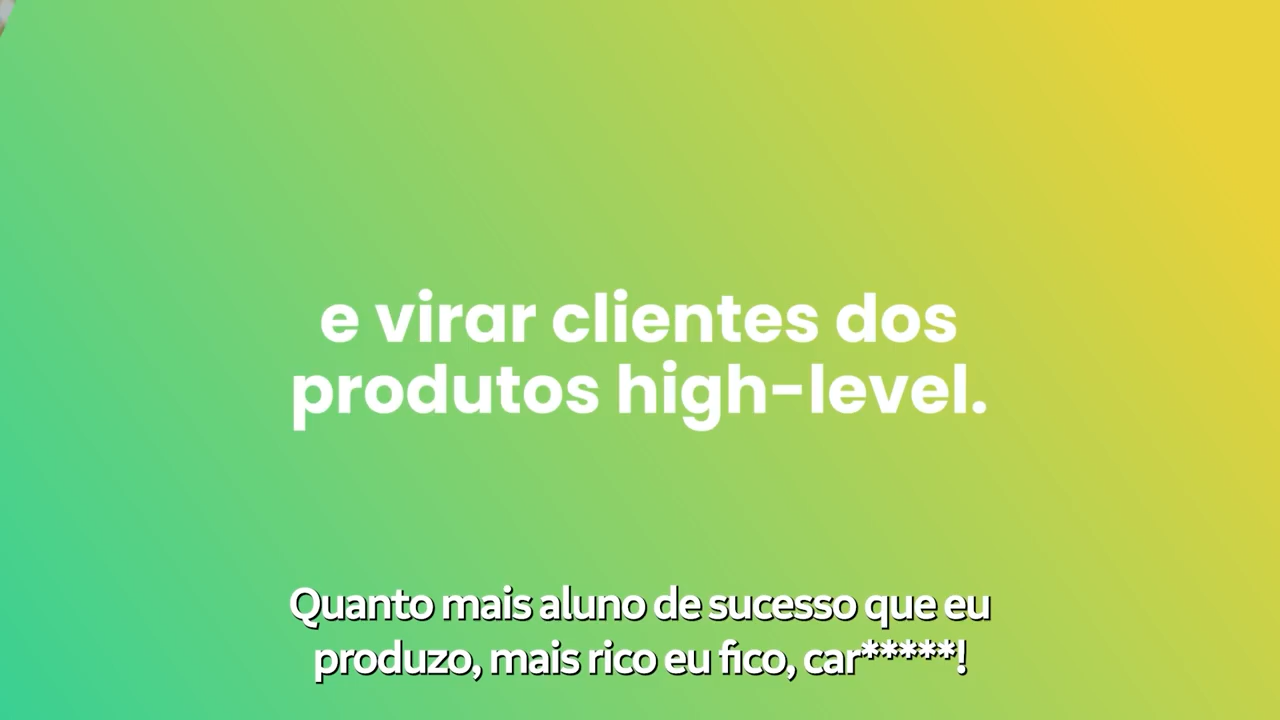 e virar clientes dos
produtos high-level.
Quanto mais aluno de sucesso que eu
produzo, mais rico eu fico, car*****!